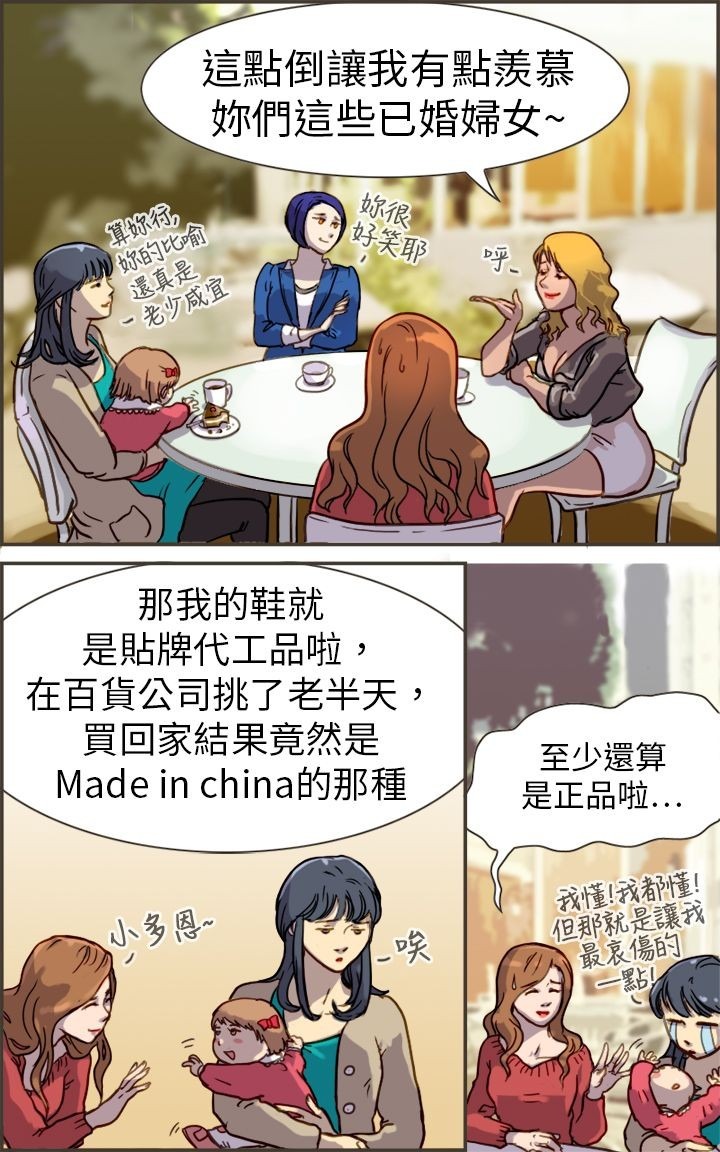 這點倒讓我有點羨慕
妳們這些已婚婦女~
算妳行,
妳的比喻
還真是
老少咸宜
妳很
好笑耶
呼
那我的鞋就
是貼牌代工品啦，
在百貨公司挑了老半天，
買回家結果竟然是
Made in china的那種
小多恩~
唉
至少還算
是正品啦...
我懂!我都懂!
但那就是讓我
最哀傷的
一點!